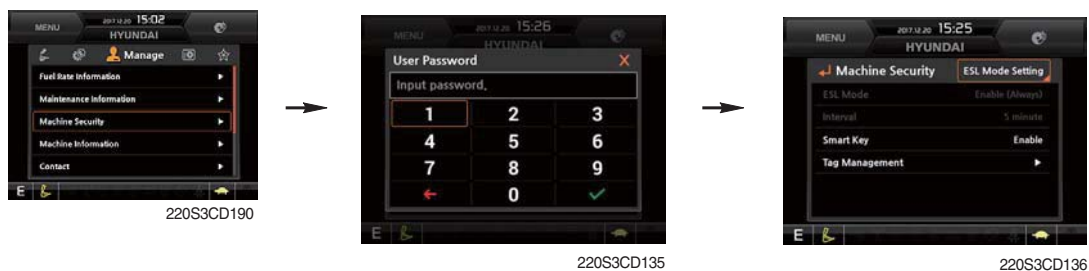 MENU
2017.12.20 15:02
HYUNDAI
Manage
Fuel Rate Information
Maintenance Information
Machine Security
Machine Information
Contact
E
220S3CD190
MENU
2017.12.20 15:26
HYUNDAI
User Password X
Input password.
1 2 3
4 5 6
7 8 9
0
E
220S3CD135
MENU
2017.12.20 15:25
HYUNDAI
Machine Security ESL Mode Setting
ESL Mode Enable (Always)
Interval 5 minute
Smart Key Enable
Tag Management
E
220S3CD136